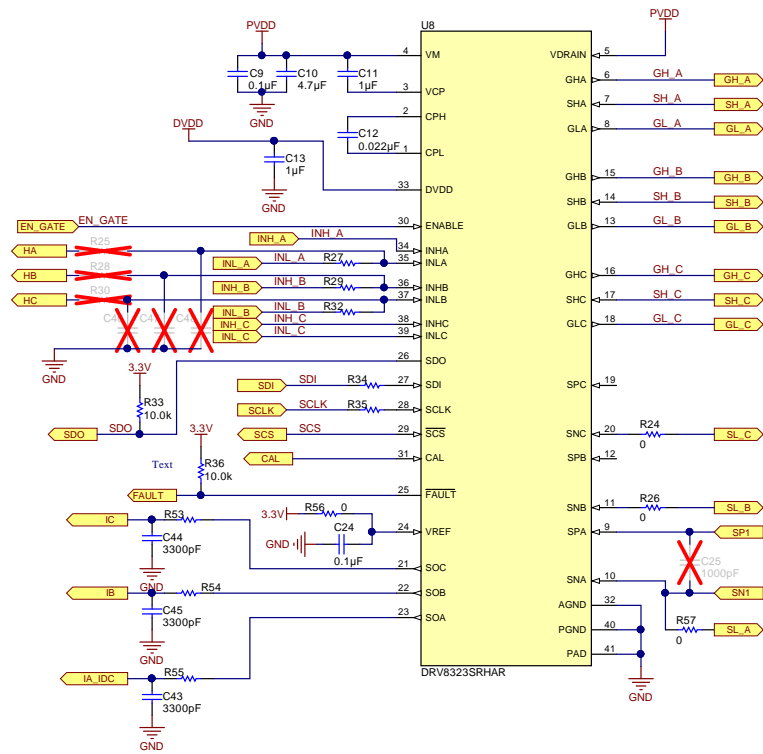 U8
PVDD
PVDD
4 VM
VDRAIN 5
C9
0.1µF
C10
4.7µF
C11
1µF
GHA 6 GH_A GH_A
3 VCP
SHA 7 SH_A SH_A
GND
2 CPH
GLA 8 GL_A GL_A
DVDD
C12
0.022µF
1 CPL
C13
1µF
GHB 15 GH_B GH_B
33 DVDD
SHB 14 SH_B SH_B
GND
EN_GATE EN_GATE 30 ENABLE
GLB 13 GL_B GL_B
INH_A INH_A
HA R25 34 INHA
INL_A INL_A R27 35 INLA
HB R28
GHC 16 GH_C GH_C
INH_B INH_B R29 36 INHB
HC R30 37 INLB
SHC 17 SH_C SH_C
INL_B INL_B R32
INH_C INH_C 38 INHC
GLC 18 GL_C GL_C
INL_C INL_C 39 INLC
C4 C4 C4
GND
26 SDO
3.3V
SDI SDI R34 27 SDI
SPC 19
R33
10.0k
SCLK SCLK R35 28 SCLK
SDO SDO
SCS SCS 29 SCS
SNC 20 R24
0
SL_C
3.3V
CAL 31 CAL
SPB 12
Text
R36
10.0k
FAULT 25 FAULT
SNB 11 R26
0
SL_B
IC R53
3.3V R56 0
24 VREF
SPA 9 SP1
C44
3300pF
GND C24
0.1µF
C25
1000pF
21 SOC
GND
SNA 10
IB R54 22 SOB
SN1
C45
3300pF
AGND 32
23 SOA
PGND 40
R57
0
SL_A
GND
PAD 41
IA_IDC R55
DRV8323SRHAR
GND
C43
3300pF
GND